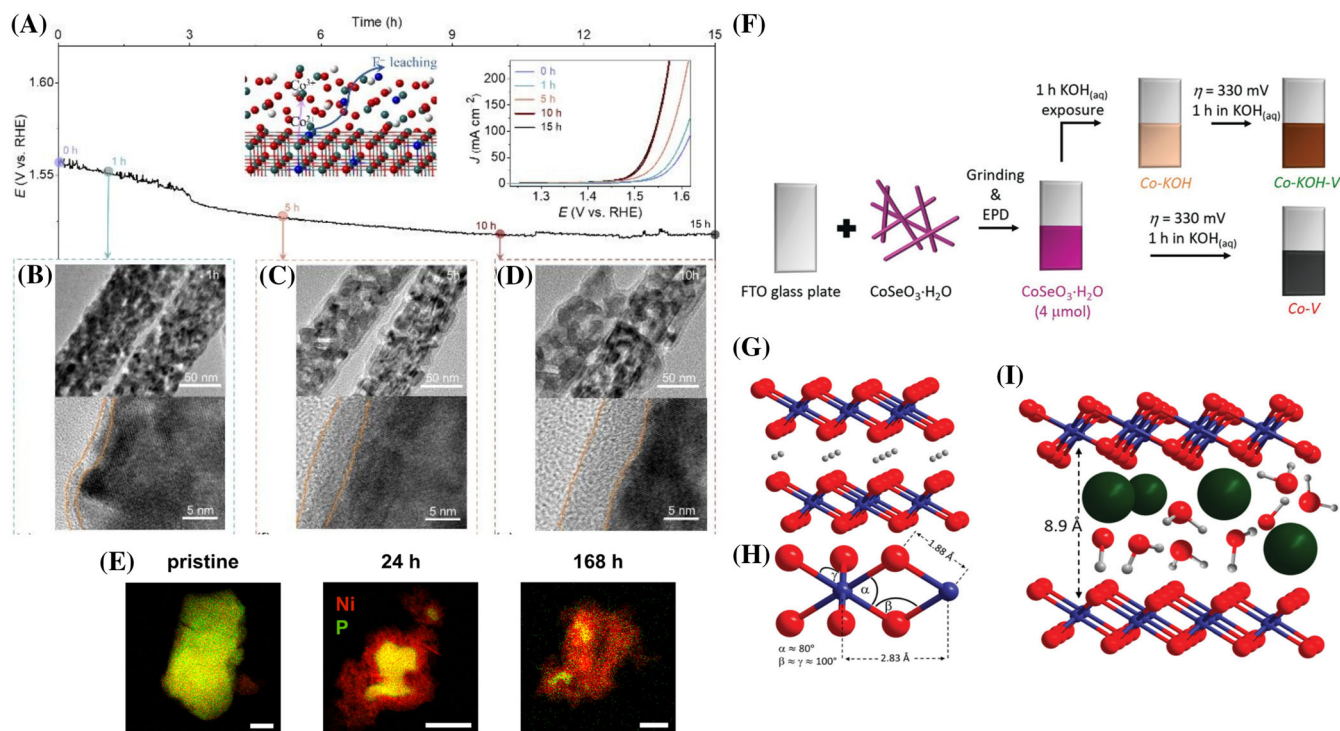 (A)
Time (h)
0 3 6 9 12 15
1.60
1.55
E (V vs. RHE)
0 h
1 h
5 h
10 h
15 h
F⁻ leaching
Co³⁺
J (mA cm⁻²)
200
150
100
50
0
0 h
1 h
5 h
10 h
15 h
1.3 1.4 1.5 1.6
E (V vs. RHE)
(B)
1h
50 nm
5 nm
(C)
5h
50 nm
5 nm
(D)
10h
50 nm
5 nm
(E)
pristine
24 h
168 h
Ni
P
(F)
1 h KOH(aq)
exposure
η = 330 mV
1 h in KOH(aq)
Co-KOH
Co-KOH-V
Grinding
&
EPD
η = 330 mV
1 h in KOH(aq)
FTO glass plate
CoSeO₃·H₂O
CoSeO₃·H₂O
(4 μmol)
Co-V
(G)
(H)
1.88 Å
γ
α
β
2.83 Å
α ≈ 80°
β ≈ γ ≈ 100°
(I)
8.9 Å